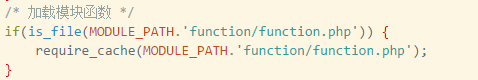 /* 加载模块函数 */
if(is_file(MODULE_PATH.'function/function.php')) {
    require_cache(MODULE_PATH.'function/function.php');
}